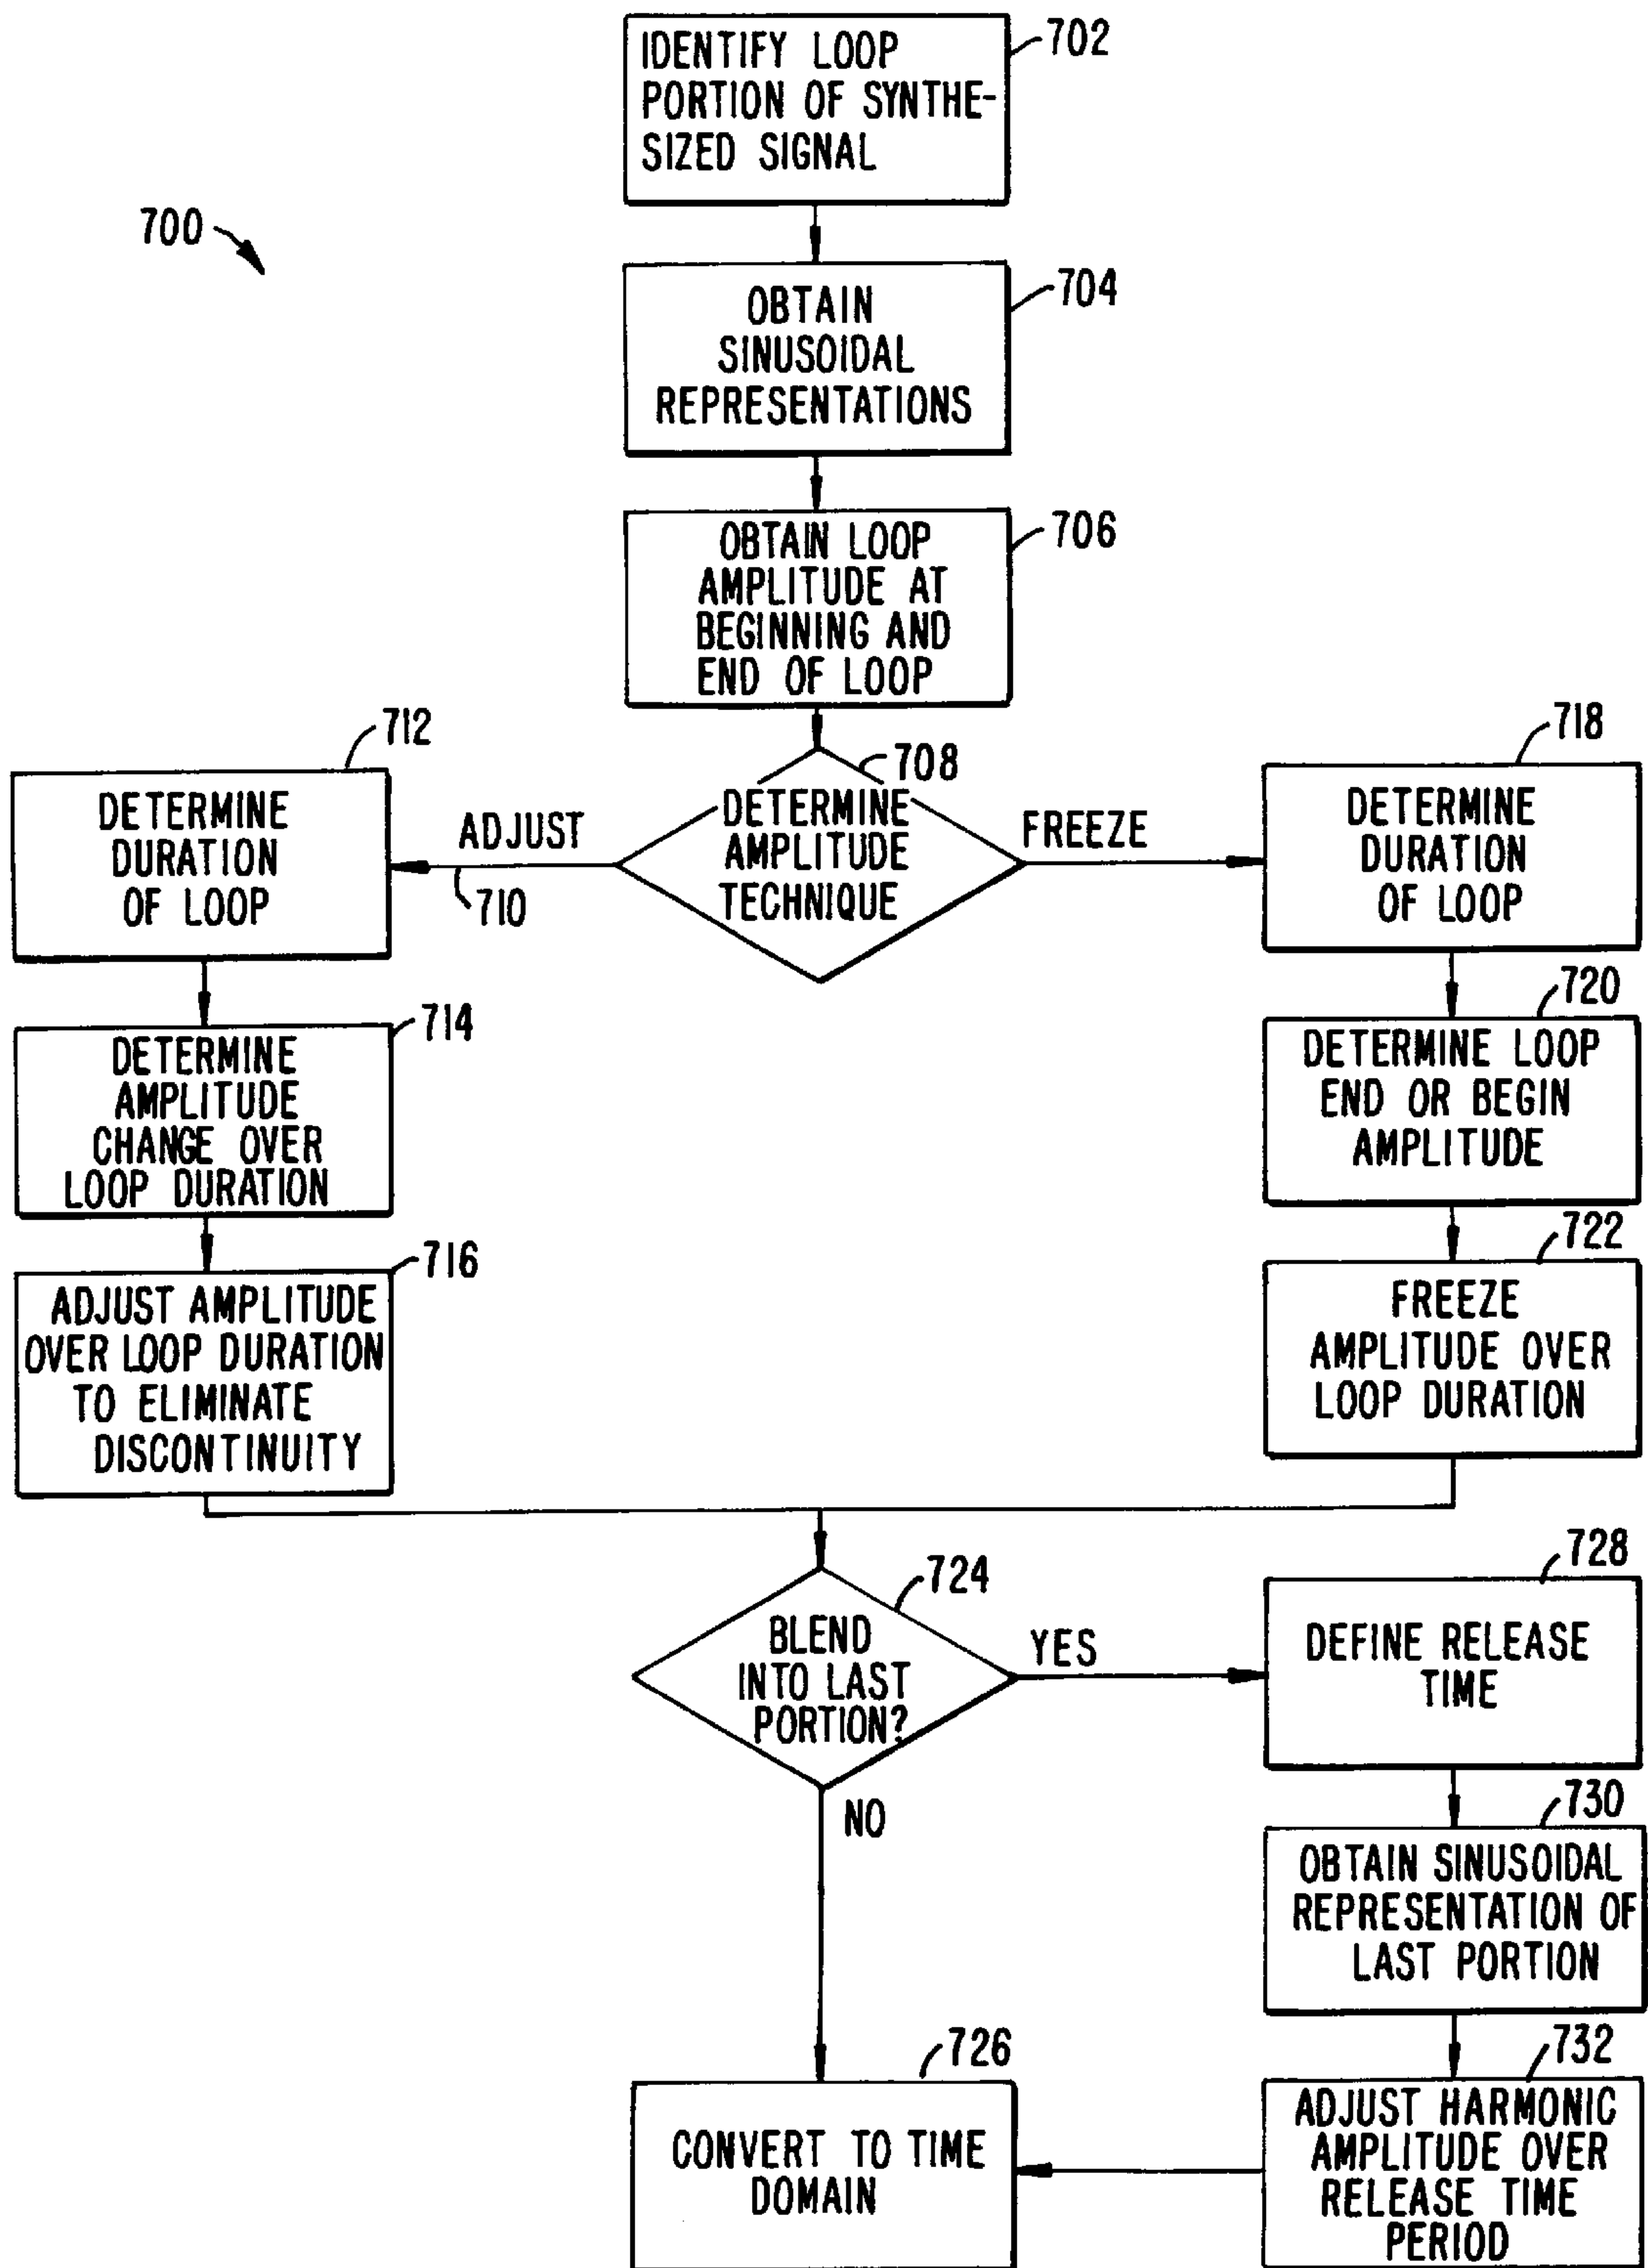 702
IDENTIFY LOOP
PORTION OF SYNTHE-
SIZED SIGNAL
700
704
OBTAIN
SINUSOIDAL
REPRESENTATIONS
706
OBTAIN LOOP
AMPLITUDE AT
BEGINNING AND
END OF LOOP
708
DETERMINE
AMPLITUDE
TECHNIQUE
ADJUST
710
FREEZE
712
DETERMINE
DURATION
OF LOOP
714
DETERMINE
AMPLITUDE
CHANGE OVER
LOOP DURATION
716
ADJUST AMPLITUDE
OVER LOOP DURATION
TO ELIMINATE
DISCONTINUITY
718
DETERMINE
DURATION
OF LOOP
720
DETERMINE LOOP
END OR BEGIN
AMPLITUDE
722
FREEZE
AMPLITUDE OVER
LOOP DURATION
724
BLEND
INTO LAST
PORTION?
YES
NO
728
DEFINE RELEASE
TIME
730
OBTAIN SINUSOIDAL
REPRESENTATION OF
LAST PORTION
732
ADJUST HARMONIC
AMPLITUDE OVER
RELEASE TIME
PERIOD
726
CONVERT TO TIME
DOMAIN